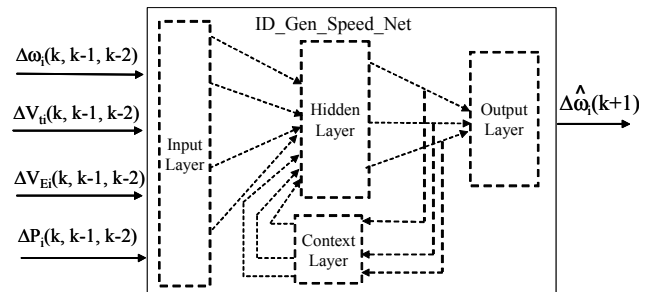 ID_Gen_Speed_Net
Δωi(k, k-1, k-2)
ΔVti(k, k-1, k-2)
ΔVEi(k, k-1, k-2)
ΔPi(k, k-1, k-2)
Input
Layer
Hidden
Layer
Context
Layer
Output
Layer
Δω̂i(k+1)